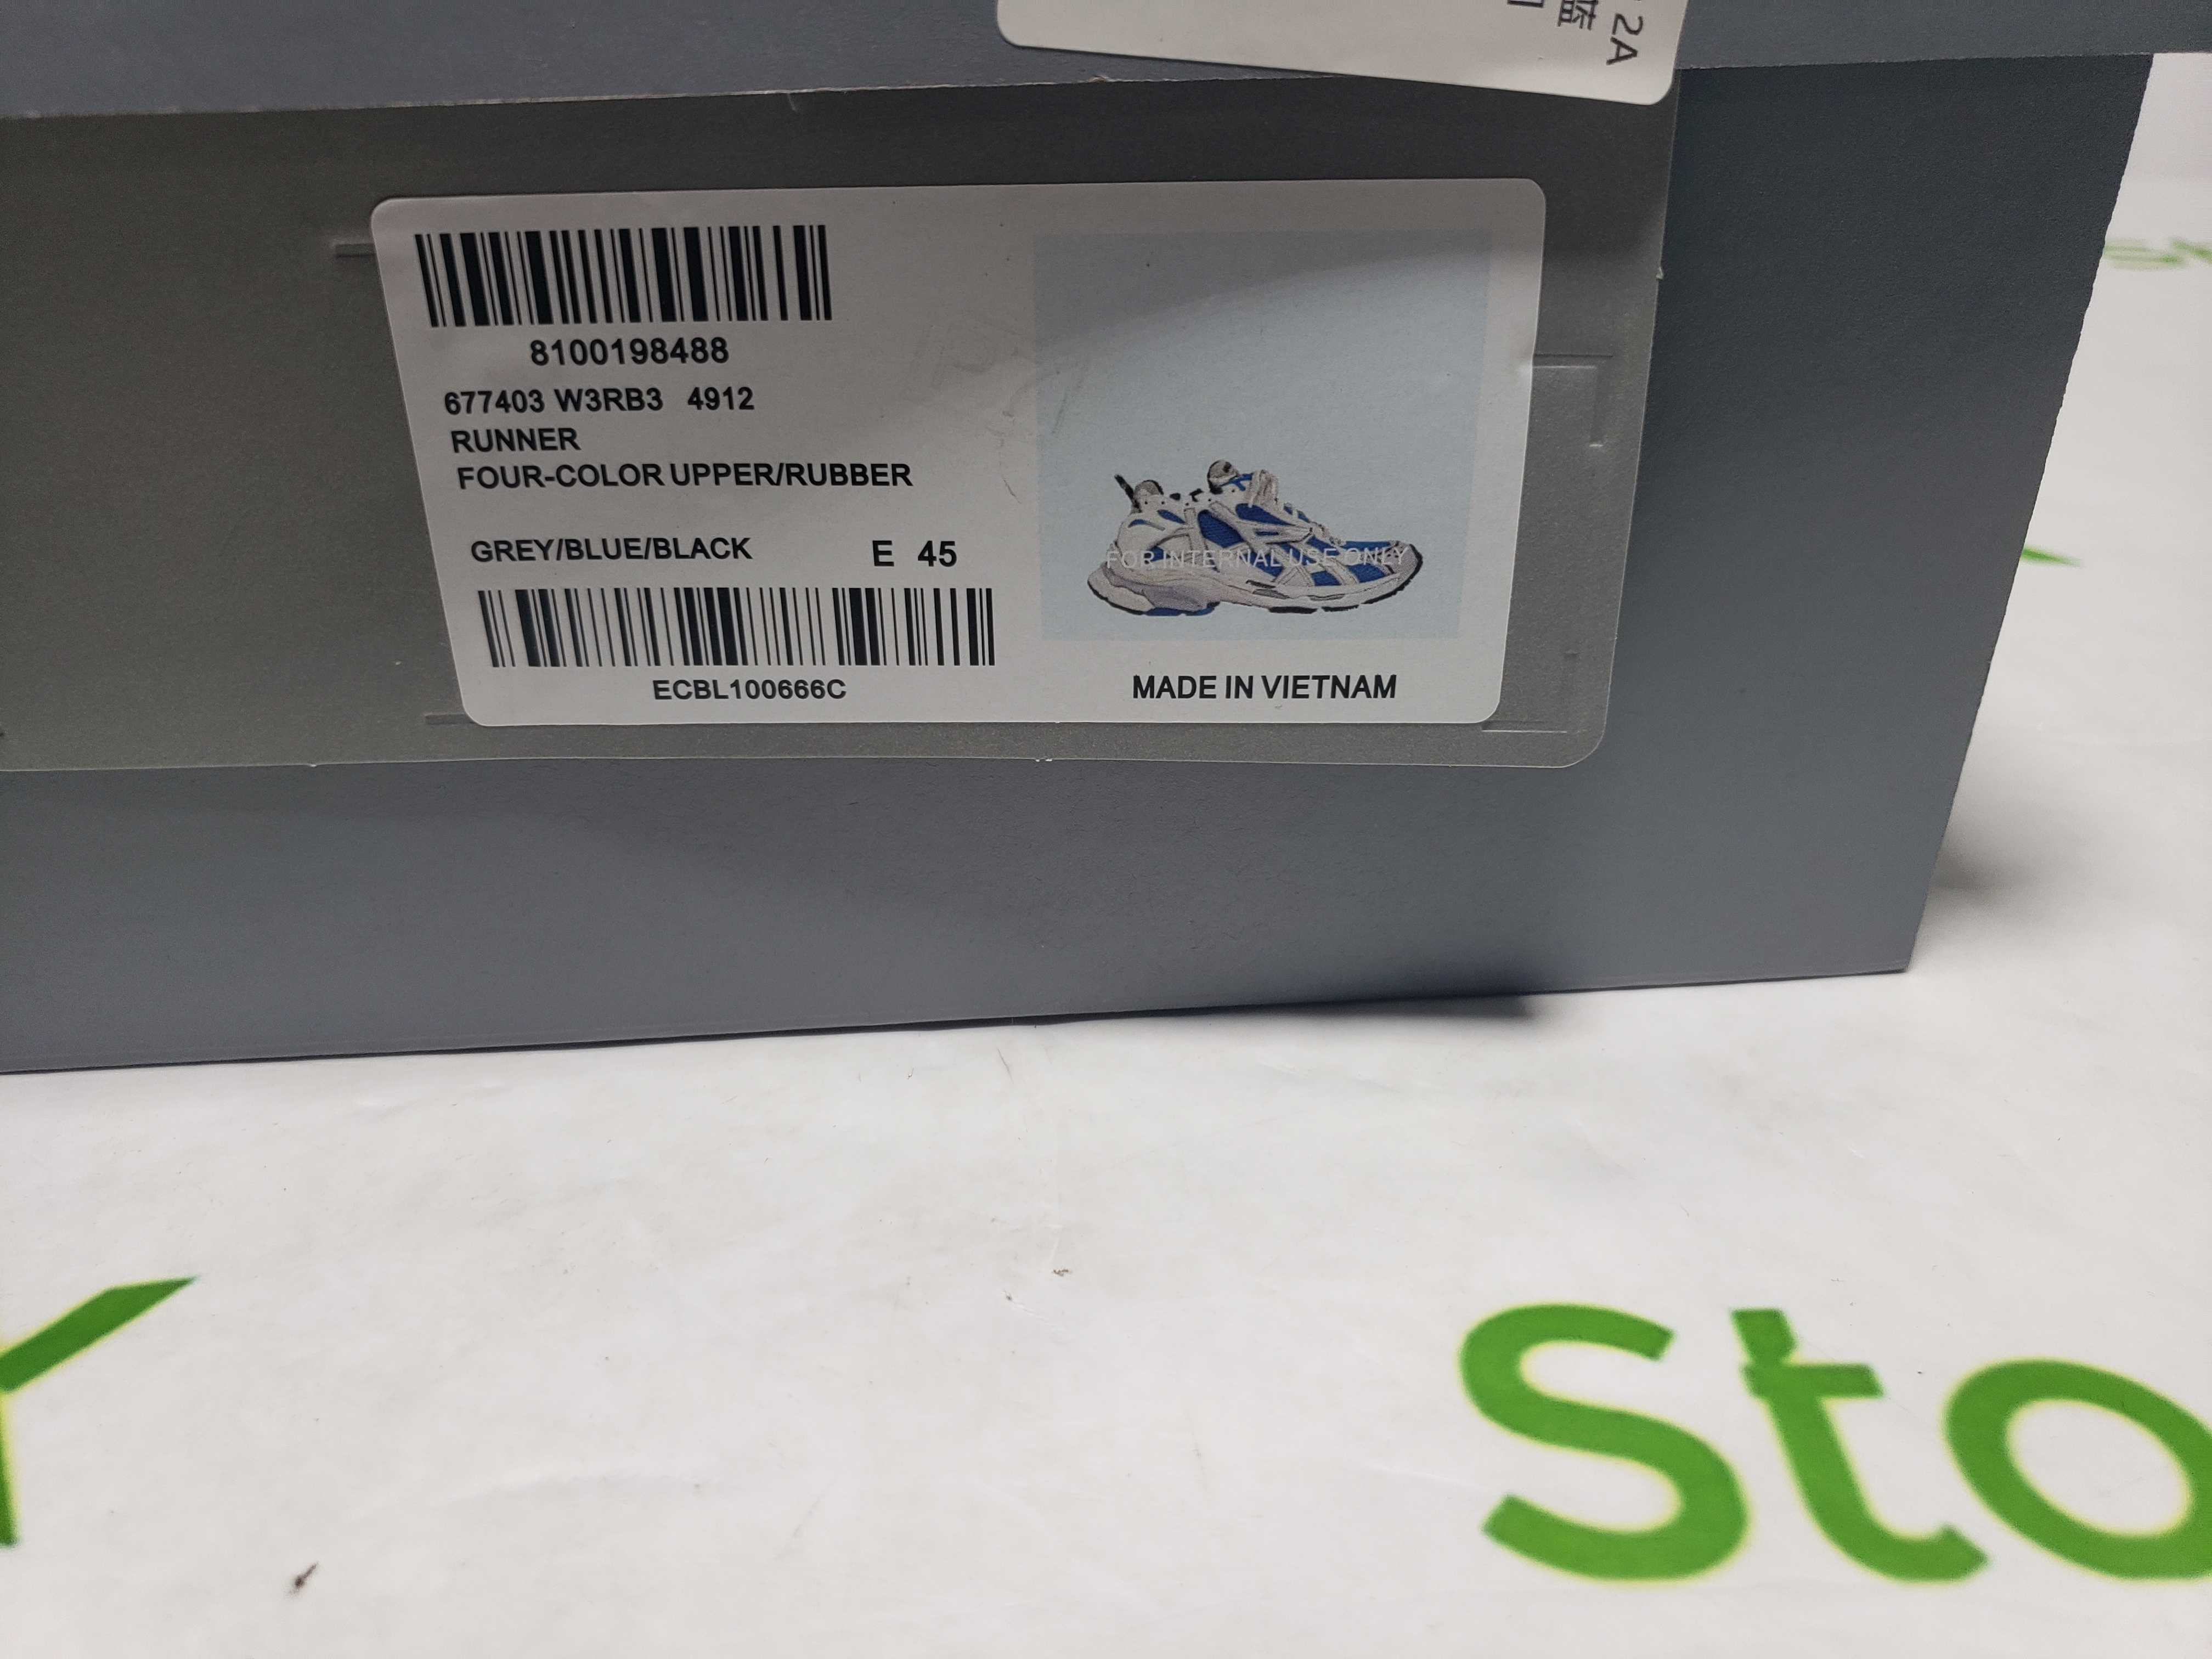 2A
蓝
8100198488
677403 W3RB3 4912
RUNNER
FOUR-COLOR UPPER/RUBBER
GREY/BLUE/BLACK E 45
ECBL100666C
FOR INTERNAL USE ONLY
MADE IN VIETNAM
Y
Sto